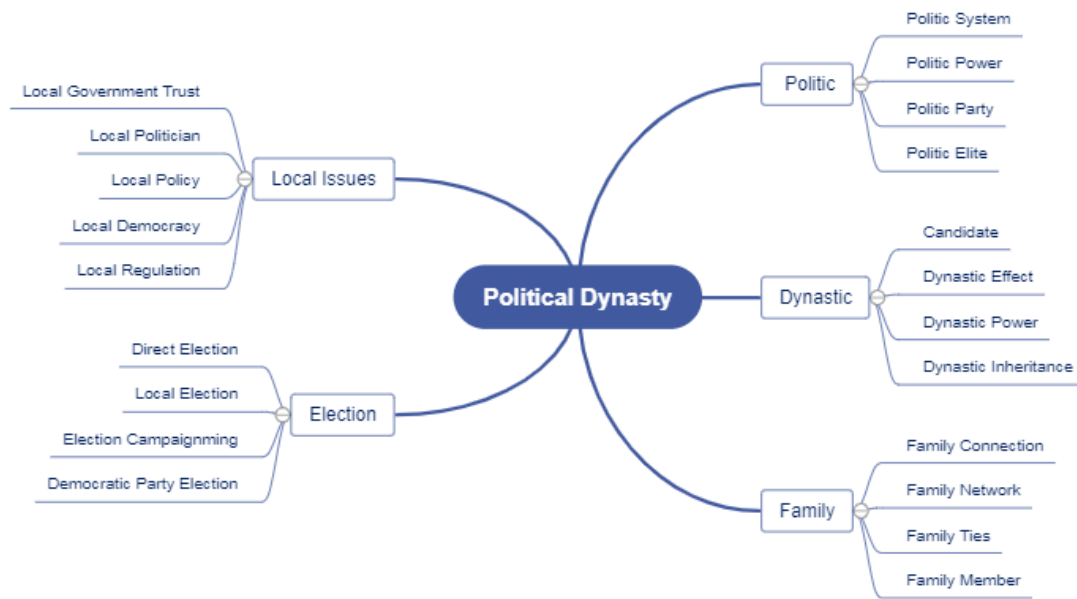 Political Dynasty
Politic
Politic System
Politic Power
Politic Party
Politic Elite
Dynastic
Candidate
Dynastic Effect
Dynastic Power
Dynastic Inheritance
Family
Family Connection
Family Network
Family Ties
Family Member
Local Issues
Local Government Trust
Local Politician
Local Policy
Local Democracy
Local Regulation
Election
Direct Election
Local Election
Election Campaignming
Democratic Party Election